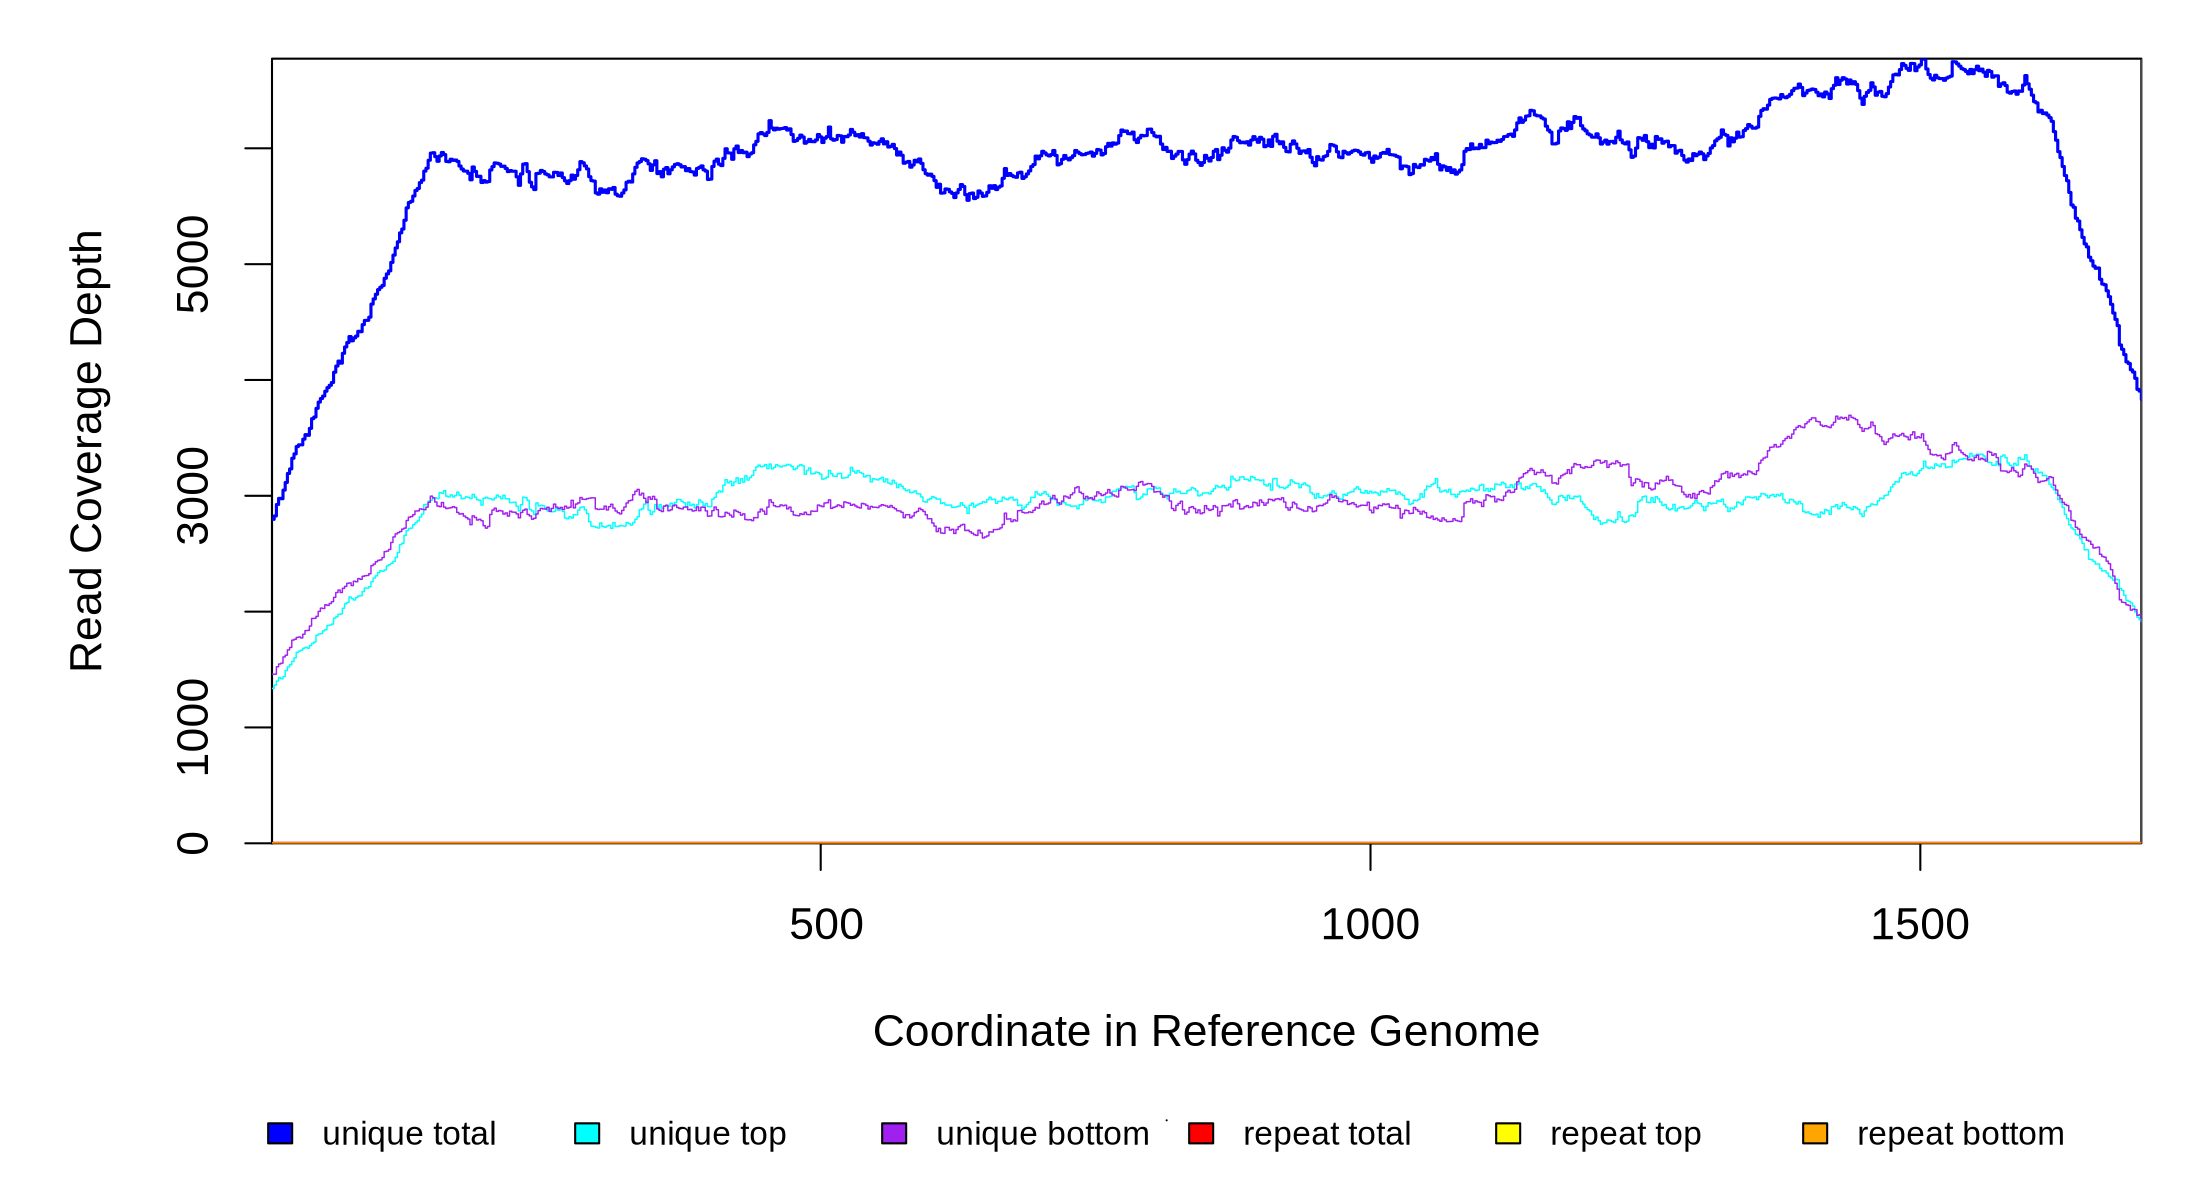 Read Coverage Depth
5000
3000
1000
0
500 1000 1500
Coordinate in Reference Genome
unique total unique top unique bottom repeat total repeat top repeat bottom